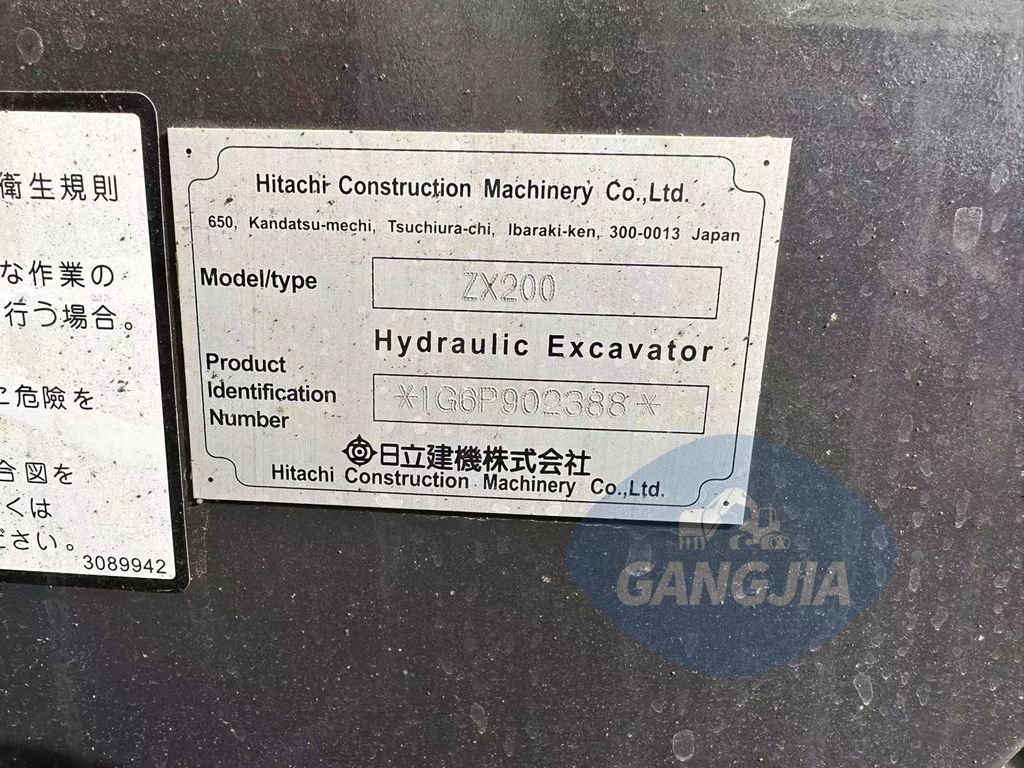 衛生規則
な作業の
行う場合。
危険を
合図を
くは
ださい。
3089942
Hitachi Construction Machinery Co.,Ltd.
650, Kandatsu-mechi, Tsuchiura-chi, Ibaraki-ken, 300-0013 Japan
Model/type ZX200
Hydraulic Excavator
Product
Identification
Number
*1G6P902388*
日立建機株式会社
Hitachi Construction Machinery Co.,Ltd.
GANGJIA